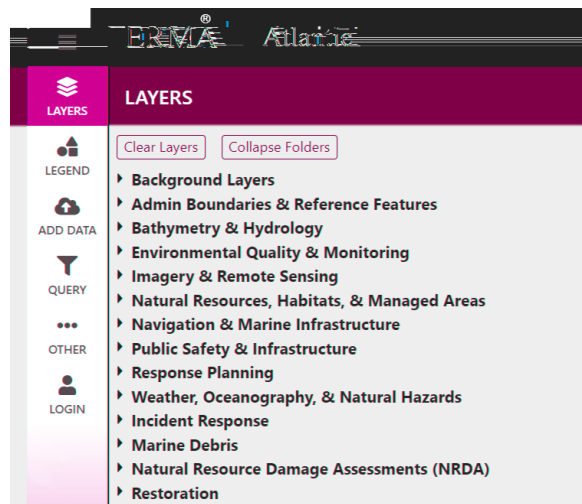 ERMA® Atlantic
LAYERS
LAYERS
Clear Layers Collapse Folders
LEGEND
ADD DATA
QUERY
OTHER
LOGIN
Background Layers
Admin Boundaries & Reference Features
Bathymetry & Hydrology
Environmental Quality & Monitoring
Imagery & Remote Sensing
Natural Resources, Habitats, & Managed Areas
Navigation & Marine Infrastructure
Public Safety & Infrastructure
Response Planning
Weather, Oceanography, & Natural Hazards
Incident Response
Marine Debris
Natural Resource Damage Assessments (NRDA)
Restoration